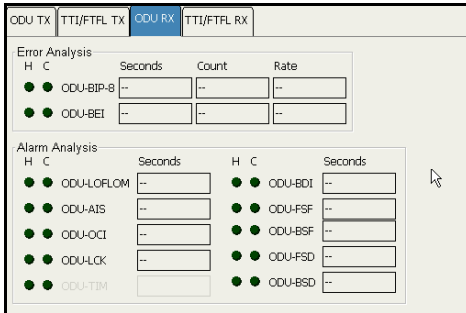 ODU TX TTI/FTFL TX ODU RX TTI/FTFL RX
Error Analysis
H C Seconds Count Rate
ODU-BIP-8 -- -- --
ODU-BEI -- -- --
Alarm Analysis
H C Seconds H C Seconds
ODU-LOFLOM -- ODU-BDI --
ODU-AIS -- ODU-FSF --
ODU-OCI -- ODU-BSF --
ODU-LCK -- ODU-FSD --
ODU-TIM ODU-BSD --